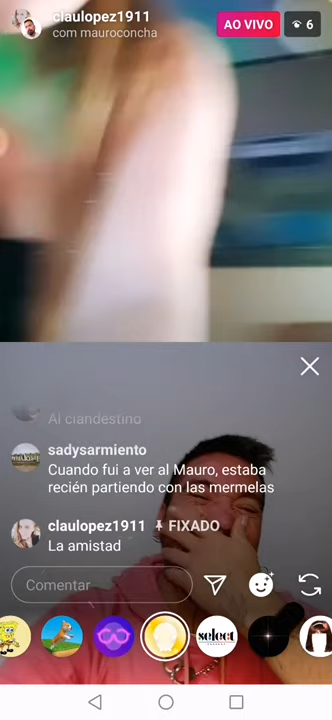 claulopez1911
com mauroconcha
AO VIVO
6
Al clandestino
sadysarmiento
Cuando fui a ver al Mauro, estaba
recién partiendo con las mermelas
claulopez1911 FIXADO
La amistad
Comentar
select